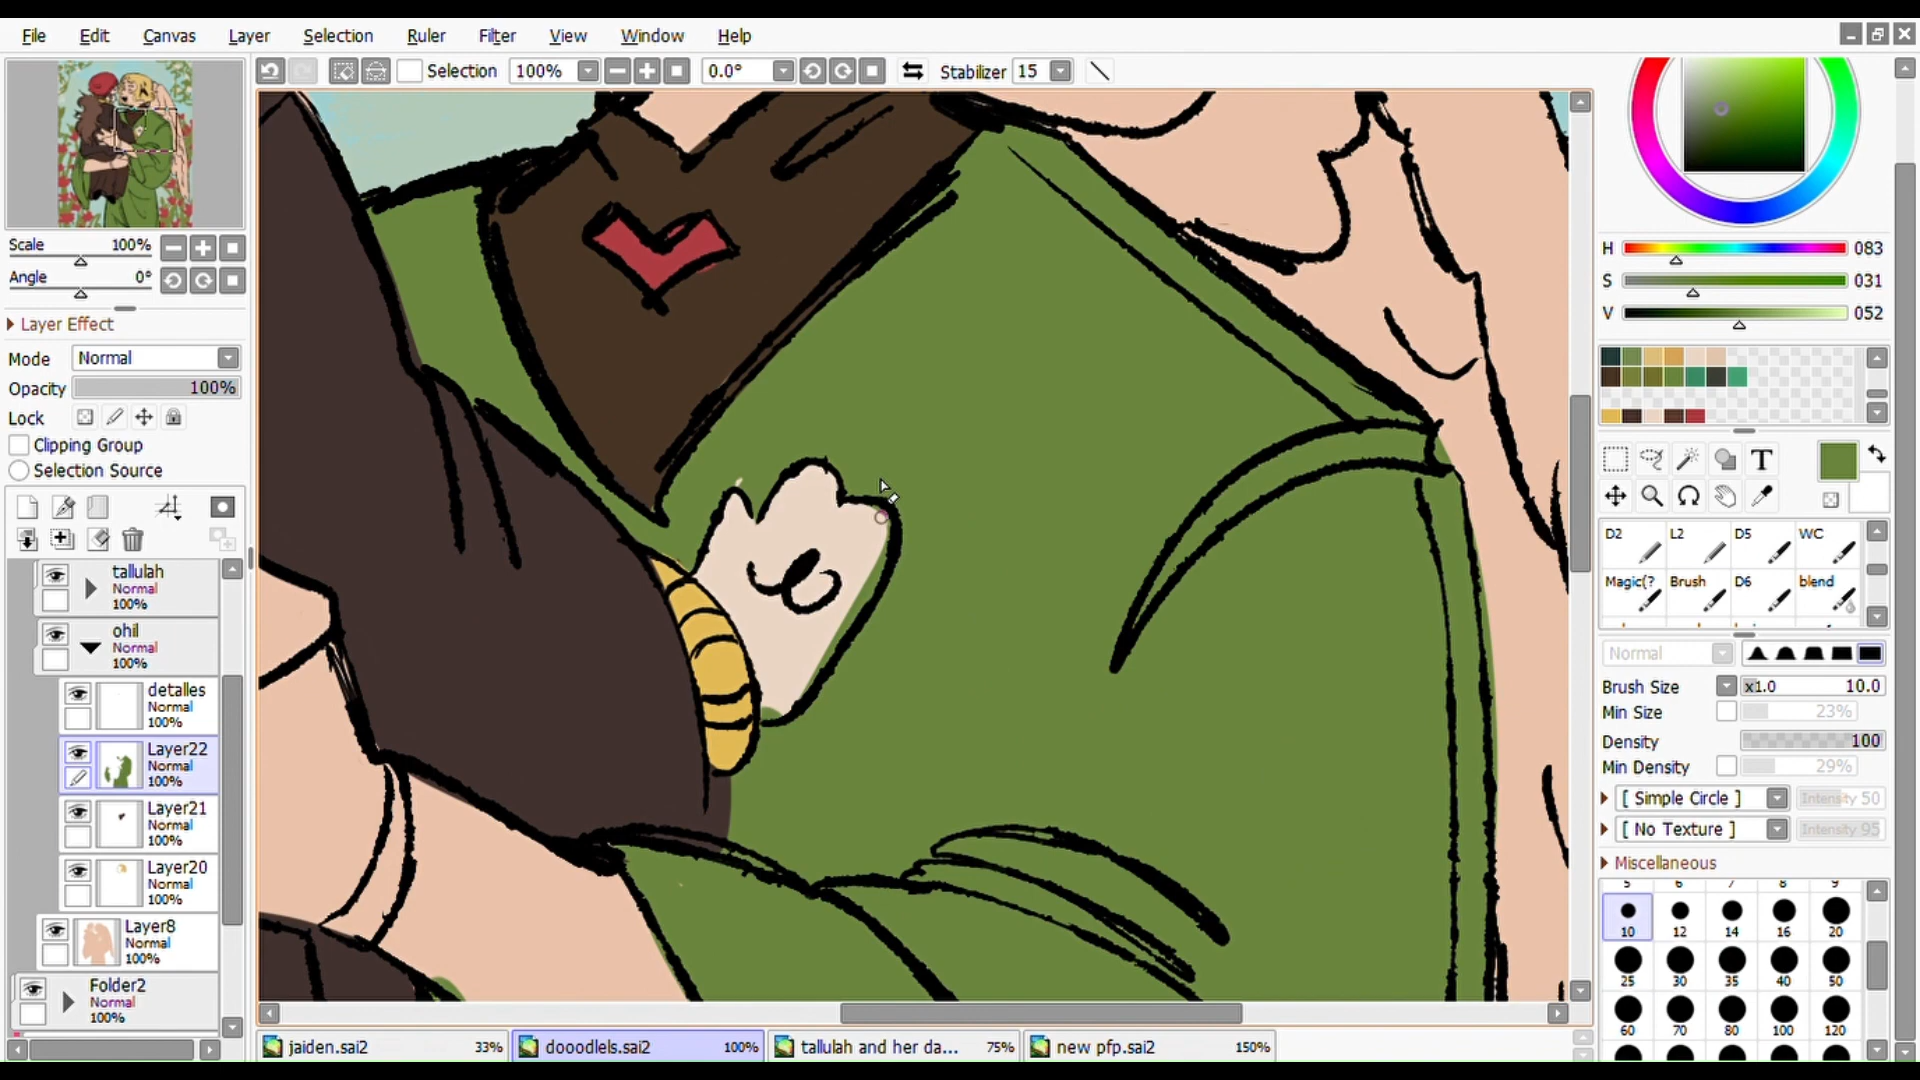 File Edit Canvas Layer Selection Ruler Filter View Window Help
Selection 100% 0.0° Stabilizer 15
Scale 100%
Angle 0°
Layer Effect
Mode Normal
Opacity 100%
Lock
Clipping Group
Selection Source
tallulah
Normal
100%
ohil
Normal
100%
detalles
Normal
100%
Layer22
Normal
100%
Layer21
Normal
100%
Layer20
Normal
100%
Layer8
Normal
100%
Folder2
Normal
100%
jaiden.sai2 33% dooodlels.sai2 100% tallulah and her da... 75% new pfp.sai2 150%
H 083
S 031
V 052
T
D2 L2 D5 WC
Magic(? Brush D6 blend
Normal
Brush Size x1.0 10.0
Min Size 23%
Density 100
Min Density 29%
[ Simple Circle ] Intensity 50
[ No Texture ] Intensity 95
Miscellaneous
5 6 7 8 9
10 12 14 16 20
25 30 35 40 50
60 70 80 100 120